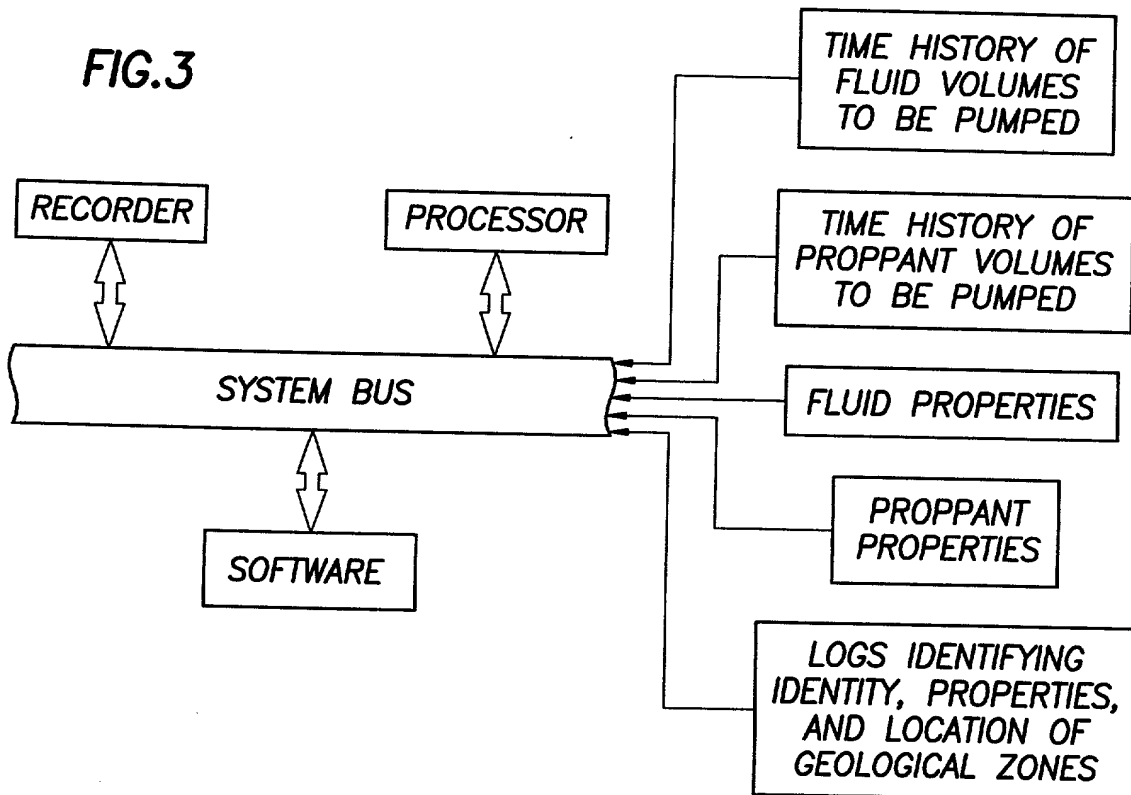 FIG.3
TIME HISTORY OF
FLUID VOLUMES
TO BE PUMPED
RECORDER
PROCESSOR
TIME HISTORY OF
PROPPANT VOLUMES
TO BE PUMPED
SYSTEM BUS
FLUID PROPERTIES
PROPPANT
PROPERTIES
SOFTWARE
LOGS IDENTIFYING
IDENTITY, PROPERTIES,
AND LOCATION OF
GEOLOGICAL ZONES